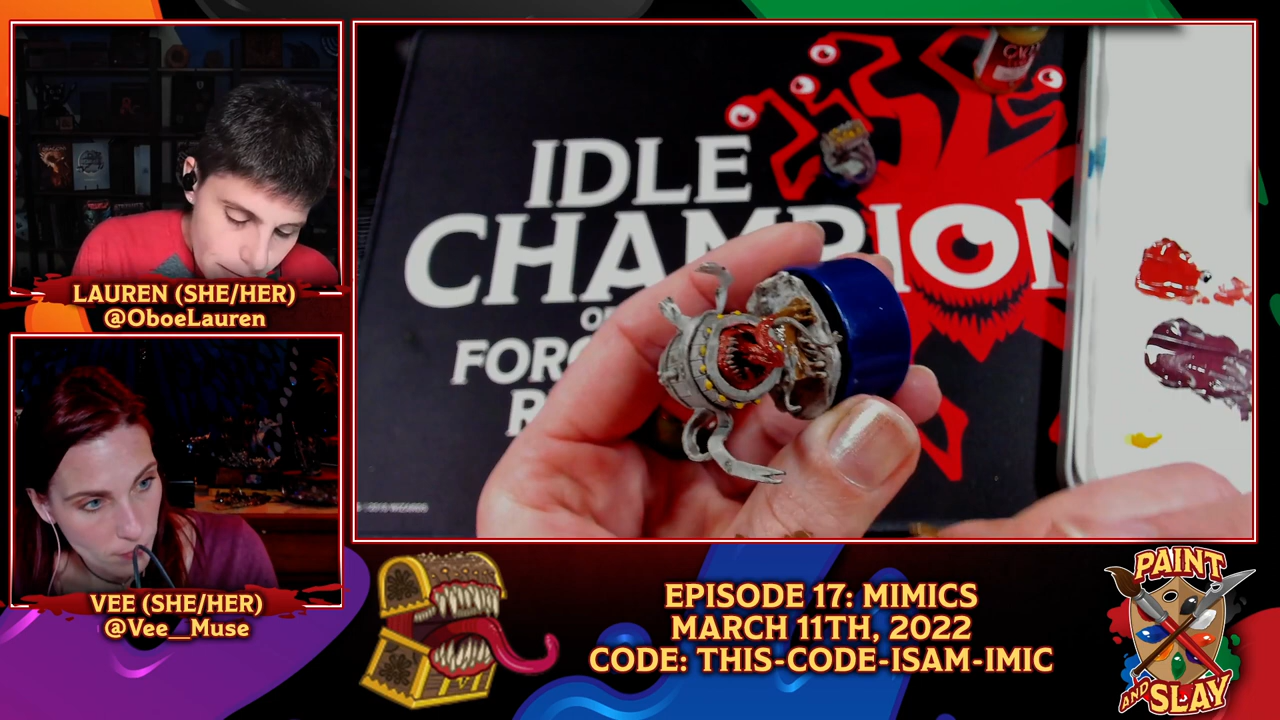 LAUREN (SHE/HER)
@OboeLauren
VEE (SHE/HER)
@Vee__Muse
IDLE
CHAMPION
FORG
R
EPISODE 17: MIMICS
MARCH 11TH, 2022
CODE: THIS-CODE-ISAM-IMIC
PAINT
AND SLAY